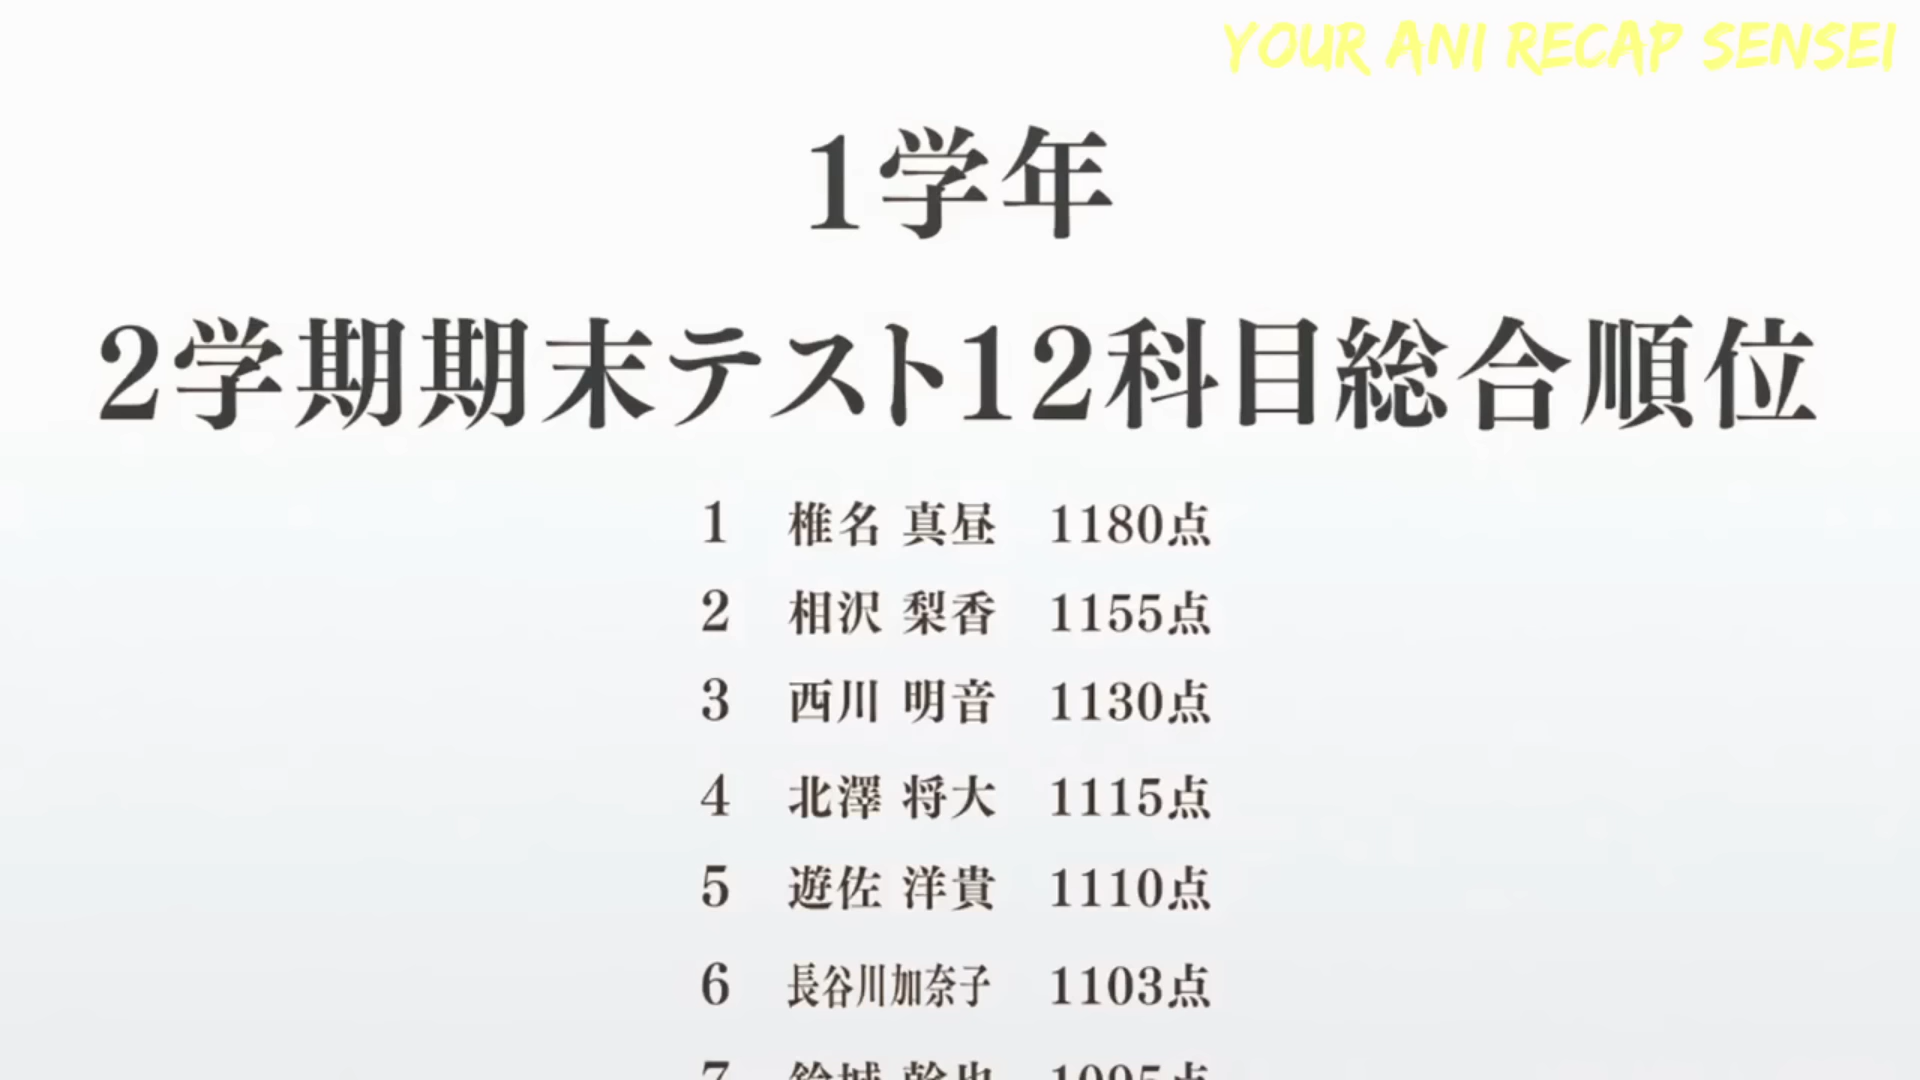 YOUR ANI RECAP SENSEI
1学年
2学期期末テスト12科目総合順位
1 椎名 真昼 1180点
2 相沢 梨香 1155点
3 西川 明音 1130点
4 北澤 将大 1115点
5 遊佐 洋貴 1110点
6 長谷川加奈子 1103点